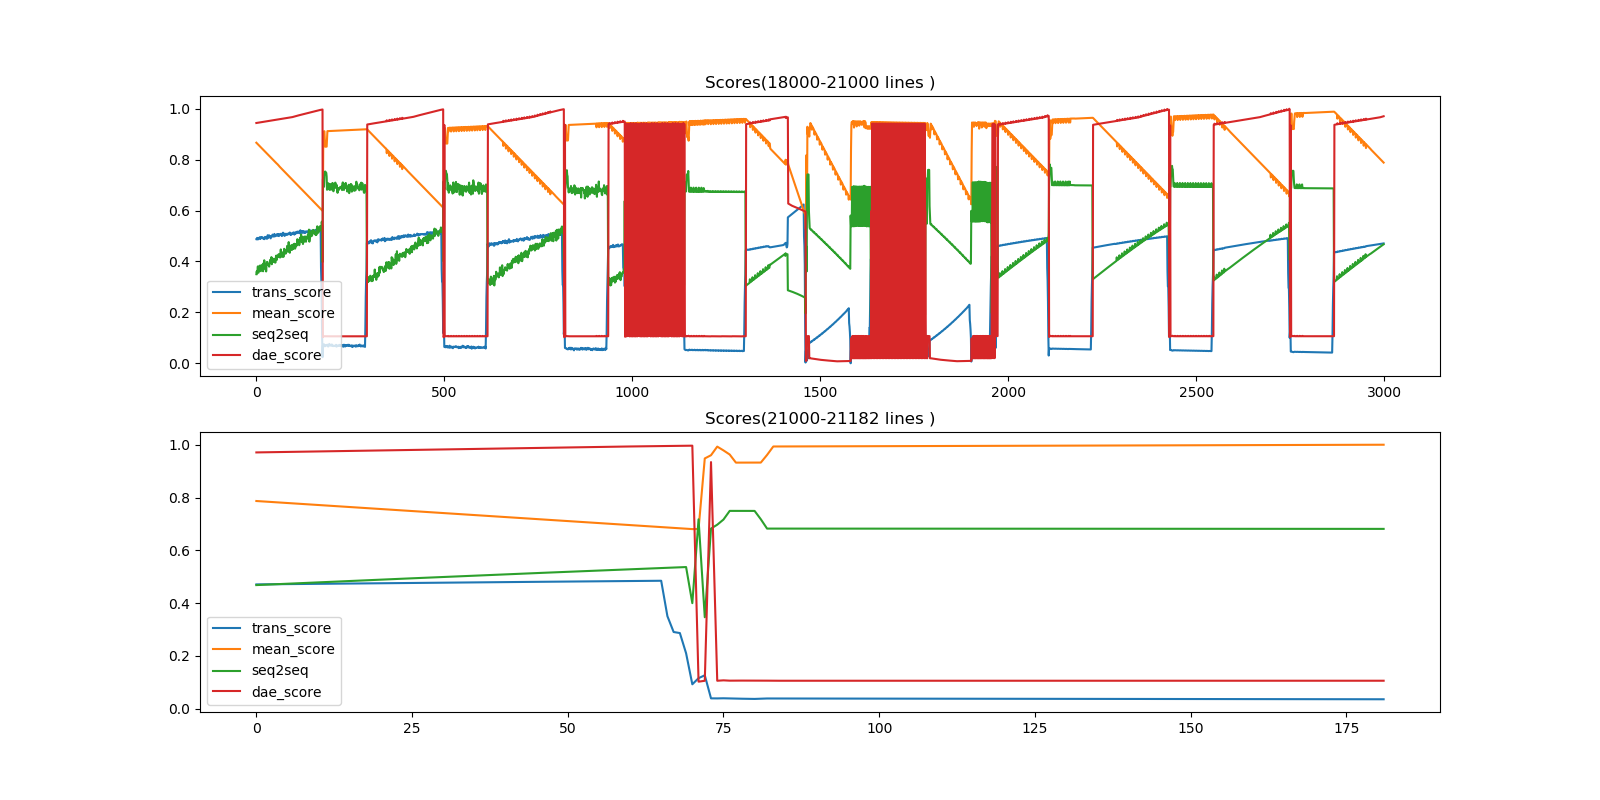 Scores(18000-21000 lines )
1.0
0.8
0.6
0.4
0.2
0.0
trans_score
mean_score
seq2seq
dae_score
0 500 1000 1500 2000 2500 3000
Scores(21000-21182 lines )
1.0
0.8
0.6
0.4
0.2
0.0
trans_score
mean_score
seq2seq
dae_score
0 25 50 75 100 125 150 175